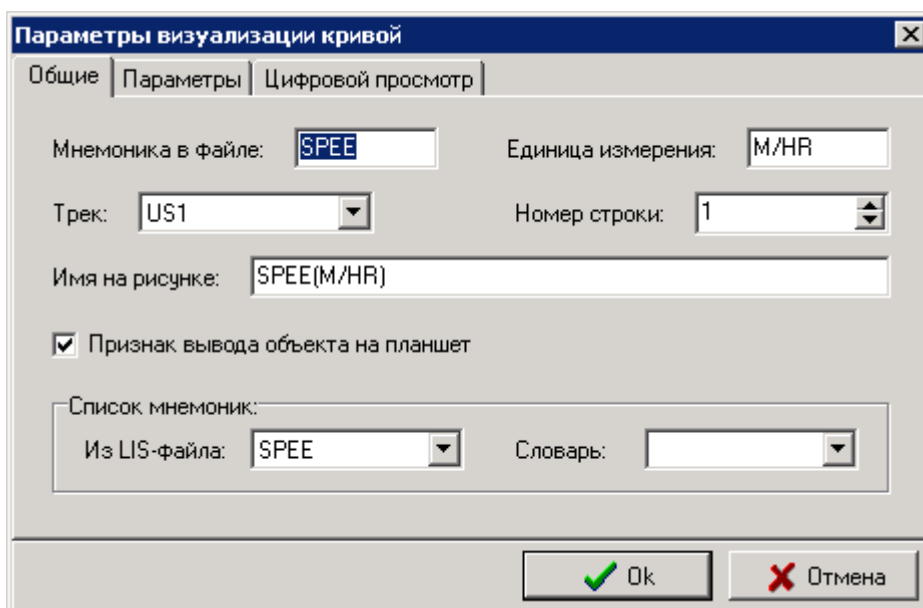 Параметры визуализации кривой
Общие Параметры Цифровой просмотр
Мнемоника в файле: SPEE Единица измерения: M/HR
Трек: US1 Номер строки: 1
Имя на рисунке: SPEE(M/HR)
Признак вывода объекта на планшет
Список мнемоник:
Из LIS-файла: SPEE Словарь:
Ok Отмена